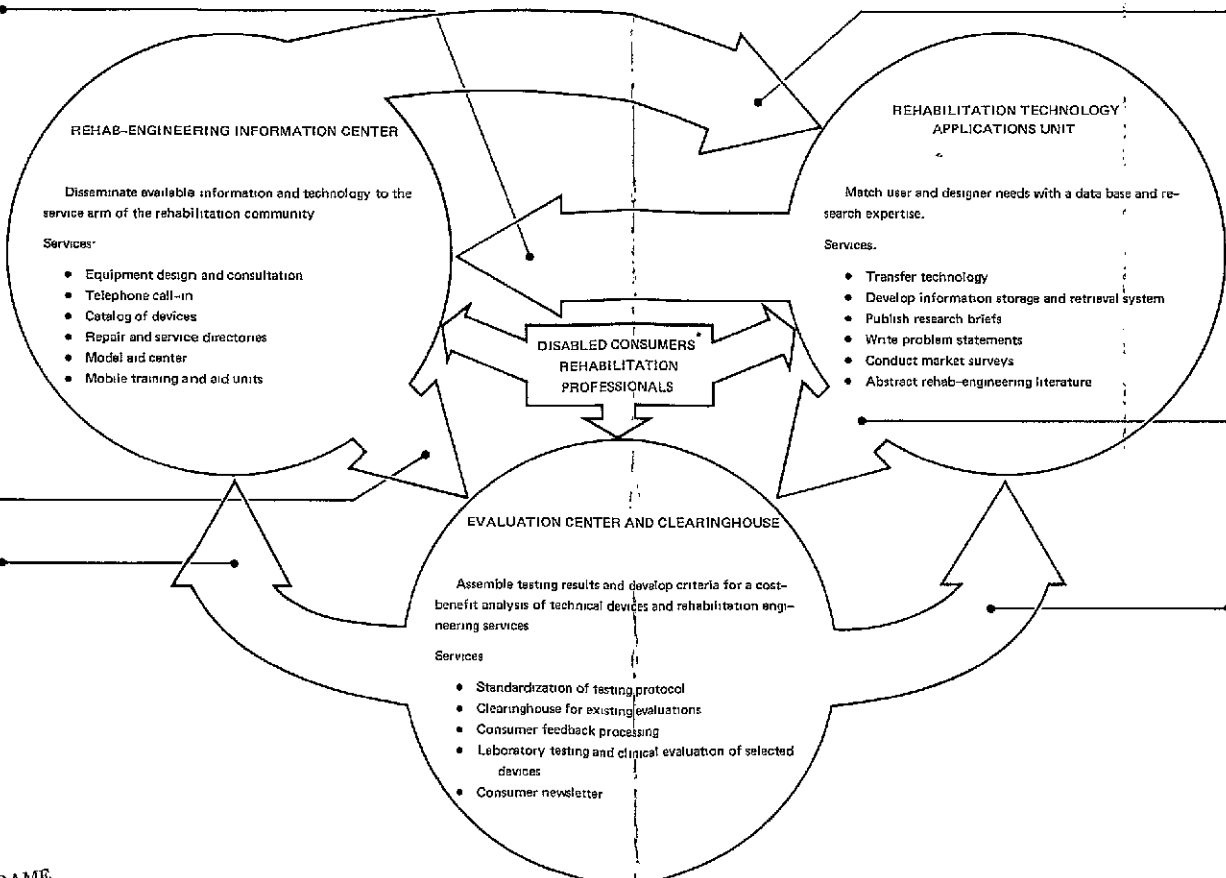 REHAB-ENGINEERING INFORMATION CENTER
Disseminate available information and technology to the
service arm of the rehabilitation community
Services
• Equipment design and consultation
• Telephone call-in
• Catalog of devices
• Repair and service directories
• Model aid center
• Mobile training and aid units
REHABILITATION TECHNOLOGY
APPLICATIONS UNIT
Match user and designer needs with a data base and re-
search expertise.
Services.
• Transfer technology
• Develop information storage and retrieval system
• Publish research briefs
• Write problem statements
• Conduct market surveys
• Abstract rehab-engineering literature
DISABLED CONSUMERS
REHABILITATION
PROFESSIONALS
EVALUATION CENTER AND CLEARINGHOUSE
Assemble testing results and develop criteria for a cost-
benefit analysis of technical devices and rehabilitation engi-
neering services
Services
• Standardization of testing protocol
• Clearinghouse for existing evaluations
• Consumer feedback processing
• Laboratory testing and clinical evaluation of selected
devices
• Consumer newsletter